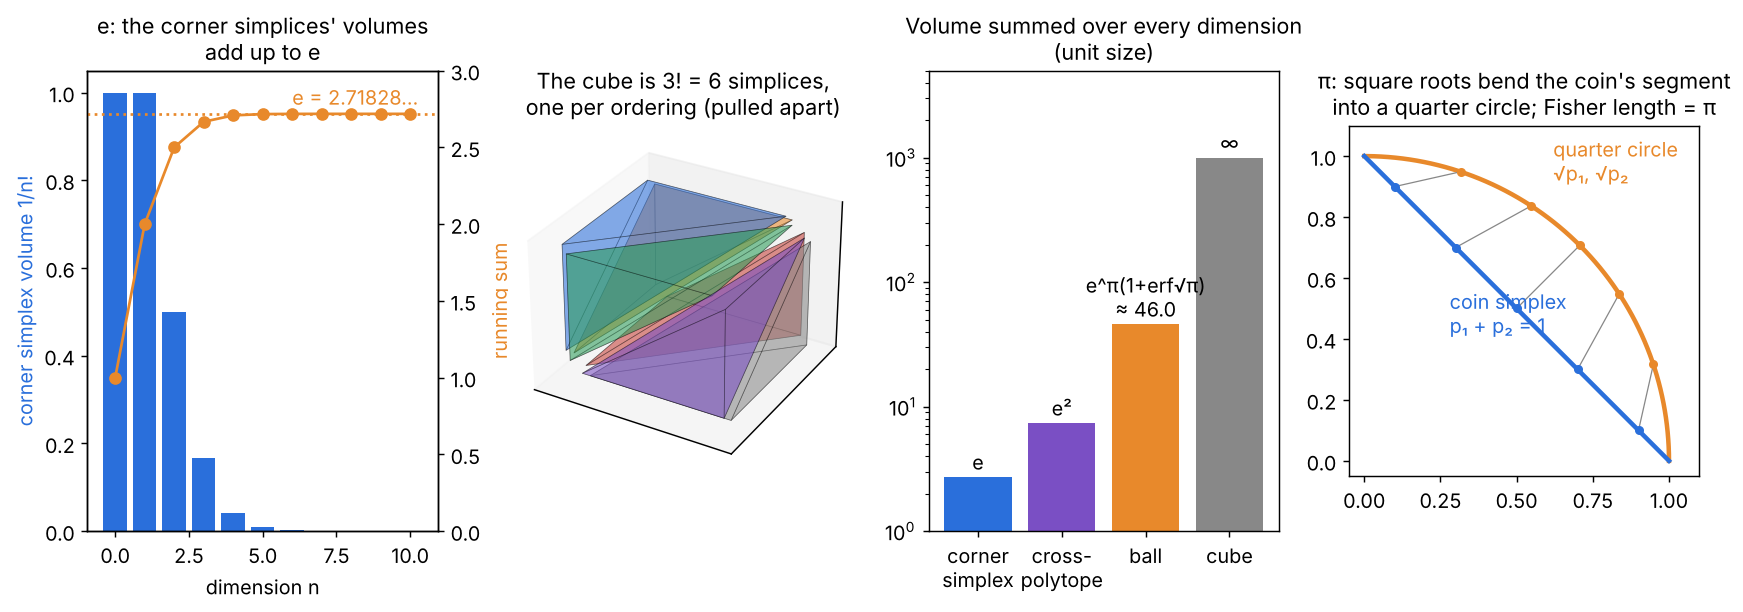 e: the corner simplices' volumes
add up to e
corner simplex volume 1/n!
1.0
0.8
0.6
0.4
0.2
0.0
e = 2.71828...
3.0
2.5
2.0
1.5
1.0
0.5
0.0
running sum
0.0 2.5 5.0 7.5 10.0
dimension n
The cube is 3! = 6 simplices,
one per ordering (pulled apart)
Volume summed over every dimension
(unit size)
10³
10²
10¹
10⁰
e
e²
e^π(1+erf√π)
≈ 46.0
∞
corner cross- ball cube
simplex polytope
π: square roots bend the coin's segment
into a quarter circle; Fisher length = π
1.0
0.8
0.6
0.4
0.2
0.0
quarter circle
√p₁, √p₂
coin simplex
p₁ + p₂ = 1
0.00 0.25 0.50 0.75 1.00